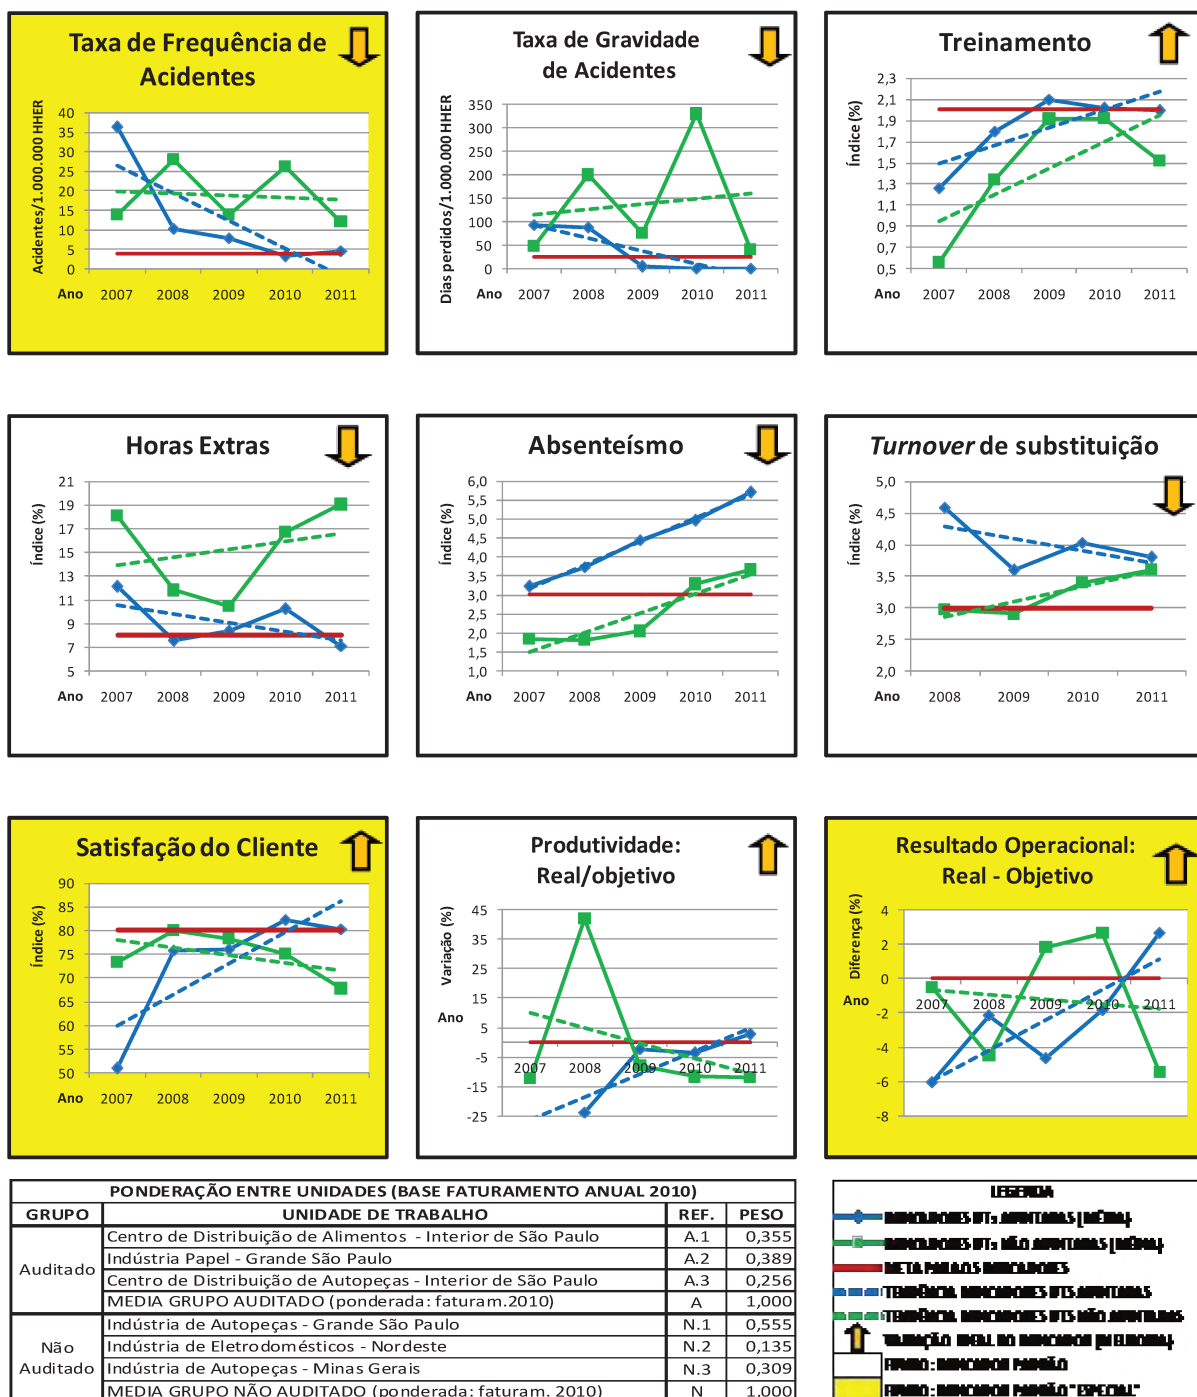 Taxa de Frequência de
Acidentes
Acidentes/1.000.000 HHER
40
35
30
25
20
15
10
5
0
Ano 2007 2008 2009 2010 2011
Taxa de Gravidade
de Acidentes
Dias perdidos/1.000.000 HHER
350
300
250
200
150
100
50
0
Ano 2007 2008 2009 2010 2011
Treinamento
Índice (%)
2,3
2,1
1,9
1,7
1,5
1,3
1,1
0,9
0,7
0,5
Ano 2007 2008 2009 2010 2011
Horas Extras
Índice (%)
21
19
17
15
13
11
9
7
5
Ano 2007 2008 2009 2010 2011
Absenteísmo
Índice (%)
6,0
5,5
5,0
4,5
4,0
3,5
3,0
2,5
2,0
1,5
1,0
Ano 2007 2008 2009 2010 2011
Turnover de substituição
Índice (%)
5,0
4,5
4,0
3,5
3,0
2,5
2,0
Ano 2008 2009 2010 2011
Satisfação do Cliente
Índice (%)
90
85
80
75
70
65
60
55
50
Ano 2007 2008 2009 2010 2011
Produtividade:
Real/objetivo
Variação (%)
45
35
25
15
5
-5
-15
-25
Ano
2007 2008 2009 2010 2011
Resultado Operacional:
Real - Objetivo
Diferença (%)
4
2
0
-2
-4
-6
-8
Ano
2007 2008 2009 2010 2011
PONDERAÇÃO ENTRE UNIDADES (BASE FATURAMENTO ANUAL 2010)
GRUPO UNIDADE DE TRABALHO REF. PESO
Auditado
Centro de Distribuição de Alimentos - Interior de São Paulo A.1 0,355
Indústria Papel - Grande São Paulo A.2 0,389
Centro de Distribuição de Autopeças - Interior de São Paulo A.3 0,256
MEDIA GRUPO AUDITADO (ponderada: faturam.2010) A 1,000
Não
Auditado
Indústria de Autopeças - Grande São Paulo N.1 0,555
Indústria de Eletrodomésticos - Nordeste N.2 0,135
Indústria de Autopeças - Minas Gerais N.3 0,309
MEDIA GRUPO NÃO AUDITADO (ponderada: faturam. 2010) N 1.000
LEGENDA
META PARA OS INDICADORES